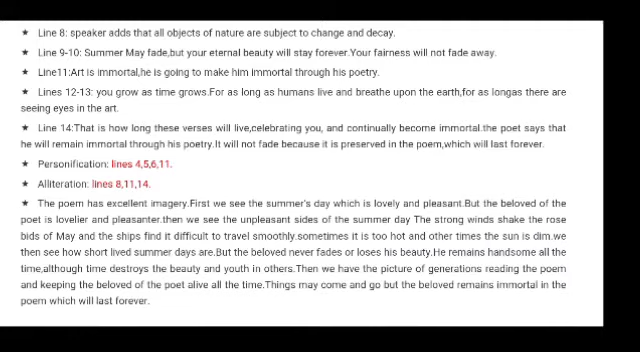 ★ Line 8: speaker adds that all objects of nature are subject to change and decay.
★ Line 9-10: Summer May fade,but your eternal beauty will stay forever.Your fairness will not fade away.
★ Line11:Art is immortal,he is going to make him immortal through his poetry.
★ Lines 12-13: you grow as time grows.For as long as humans live and breathe upon the earth,for as longas there are
seeing eyes in the art.
★ Line 14:That is how long these verses will live,celebrating you, and continually become immortal.the poet says that
he will remain immortal through his poetry.It will not fade because it is preserved in the poem,which will last forever.
★ Personification: lines 4,5,6,11.
★ Alliteration: lines 8,11,14.
★ The poem has excellent imagery.First we see the summer's day which is lovely and pleasant.But the beloved of the
poet is lovelier and pleasanter.then we see the unpleasant sides of the summer day The strong winds shake the rose
bids of May and the ships find it difficult to travel smoothly.sometimes it is too hot and other times the sun is dim.we
then see how short lived summer days are.But the beloved never fades or loses his beauty.He remains handsome all the
time,although time destroys the beauty and youth in others.Then we have the picture of generations reading the poem
and keeping the beloved of the poet alive all the time.Things may come and go but the beloved remains immortal in the
poem which will last forever.